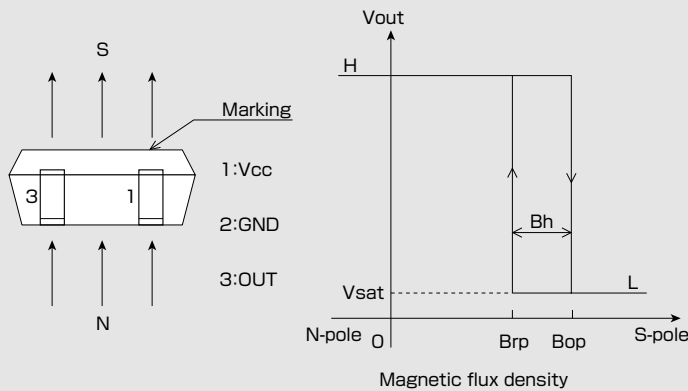 S
Marking
3
1
1:Vcc
2:GND
3:OUT
N
Vout
H
Bh
Vsat
L
N-pole
0
Brp
Bop
S-pole
Magnetic flux density